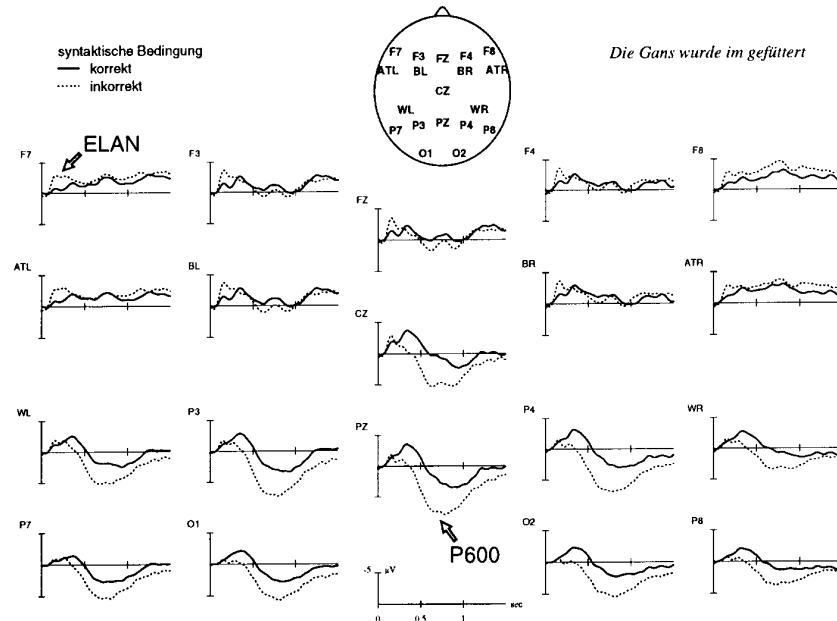 syntaktische Bedingung
korrekt
inkorrekt
Die Gans wurde im gefüttert
F7 F3 FZ F4 F8
ATL BL BR ATR
CZ
WL WR
P7 P3 PZ P4 P8
O1 O2
F7
ELAN
F3
FZ
F4
F8
ATL
BL
CZ
BR
ATR
WL
P3
PZ
P4
WR
P7
O1
P600
O2
P8
-5 µV
sec
0 0.5 1